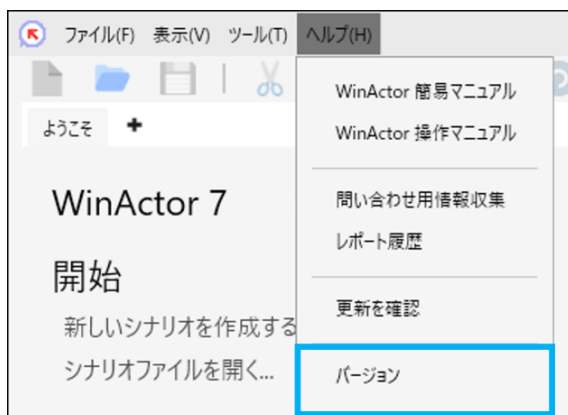 ファイル(F) 表示(V) ツール(T) ヘルプ(H)
ようこそ +
WinActor 7
開始
新しいシナリオを作成する
シナリオファイルを開く...
WinActor 簡易マニュアル
WinActor 操作マニュアル
問い合わせ用情報収集
レポート履歴
更新を確認
バージョン